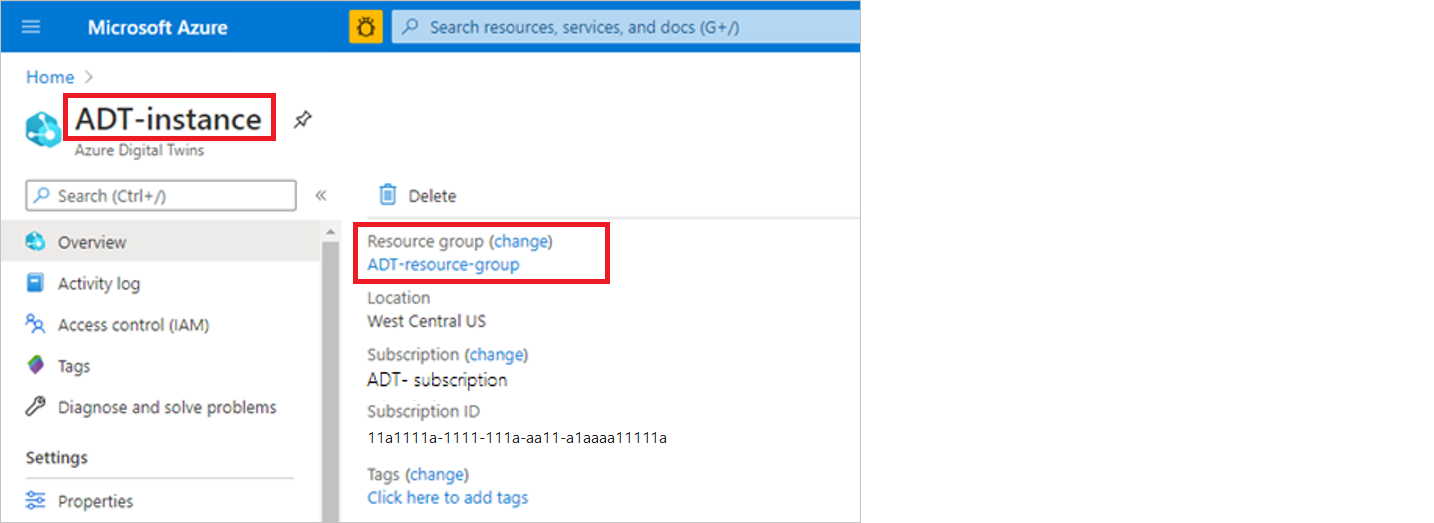 Microsoft Azure
Search resources, services, and docs (G+/)
Home
ADT-instance
Azure Digital Twins
Search (Ctrl+/)
Delete
Overview
Activity log
Access control (IAM)
Tags
Diagnose and solve problems
Settings
Properties
Resource group (change)
ADT-resource-group
Location
West Central US
Subscription (change)
ADT- subscription
Subscription ID
11a1111a-1111-111a-aa11-a1aaaa11111a
Tags (change)
Click here to add tags